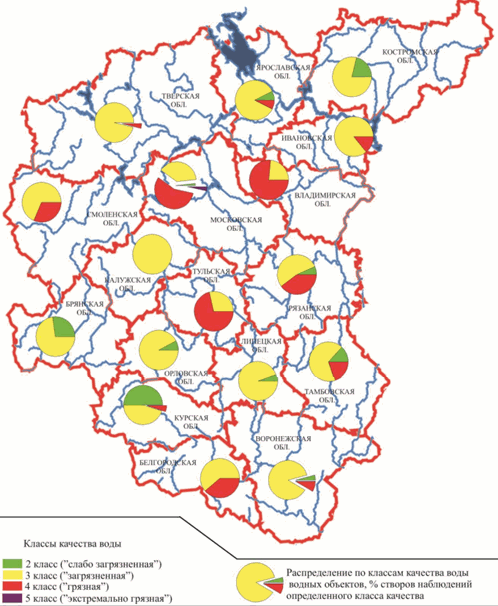 КОСТРОМСКАЯ
ОБЛ.
ЯРОСЛАВСКАЯ
ОБЛ.
ТВЕРСКАЯ
ОБЛ.
ИВАНОВСКАЯ
ОБЛ.
ВЛАДИМИРСКАЯ
ОБЛ.
СМОЛЕНСКАЯ
ОБЛ.
МОСКОВСКАЯ
ОБЛ.
КАЛУЖСКАЯ
ОБЛ.
ТУЛЬСКАЯ
ОБЛ.
РЯЗАНСКАЯ
ОБЛ.
БРЯНСКАЯ
ОБЛ.
ЛИПЕЦКАЯ
ОБЛ.
ОРЛОВСКАЯ
ОБЛ.
ТАМБОВСКАЯ
ОБЛ.
КУРСКАЯ
ОБЛ.
ВОРОНЕЖСКАЯ
ОБЛ.
БЕЛГОРОДСКАЯ
ОБЛ.
Классы качества воды
2 класс ("слабо загрязненная")
3 класс ("загрязненная")
4 класс ("грязная")
5 класс ("экстремально грязная")
Распределение по классам качества воды
водных объектов, % створов наблюдений
определенного класса качества